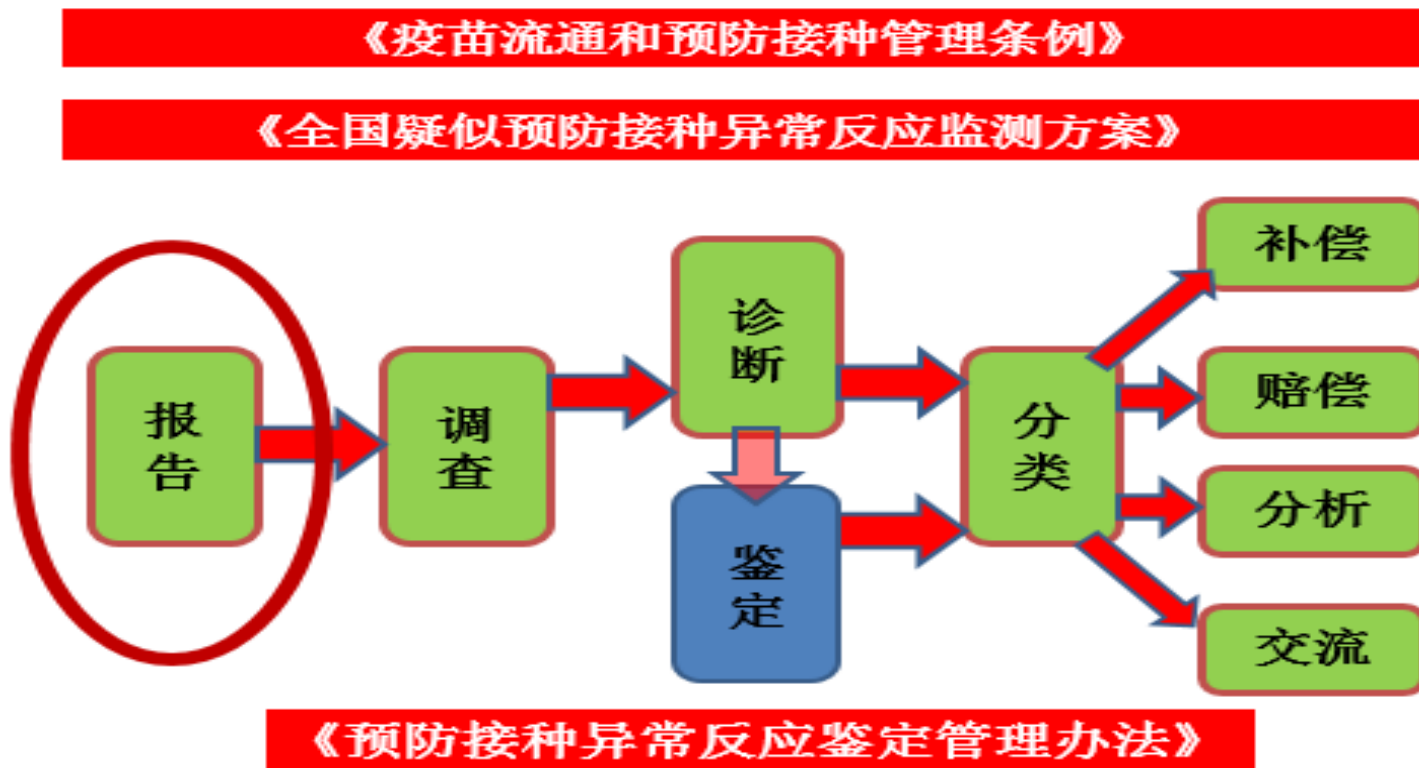 《疫苗流通和预防接种管理条例》
《全国疑似预防接种异常反应监测方案》
报
告
调
查
诊
断
鉴
定
分
类
补偿
赔偿
分析
交流
《预防接种异常反应鉴定管理办法》